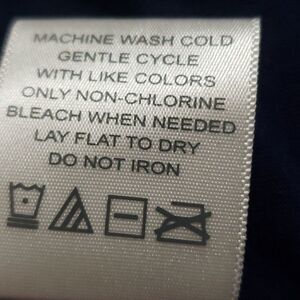 MACHINE WASH COLD
GENTLE CYCLE
WITH LIKE COLORS
ONLY NON-CHLORINE
BLEACH WHEN NEEDED
LAY FLAT TO DRY
DO NOT IRON